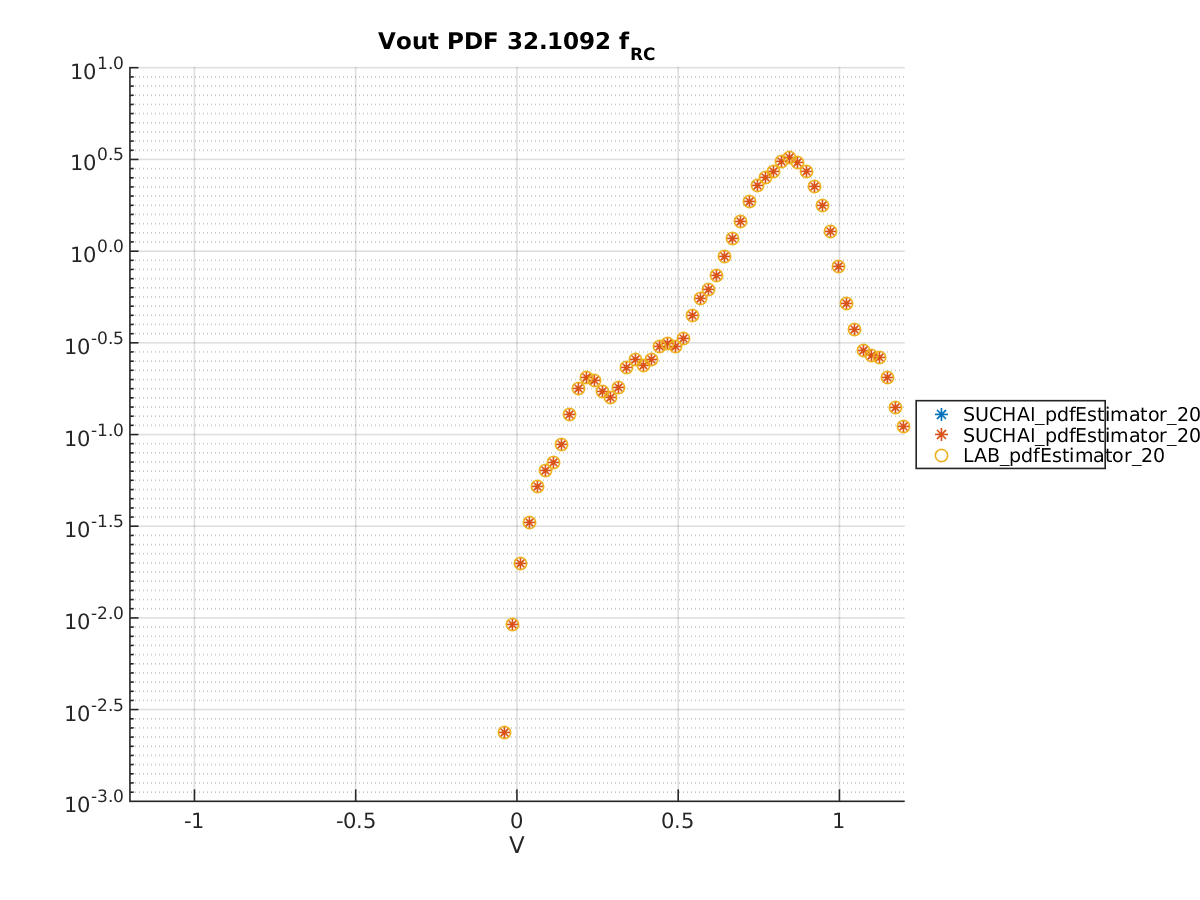 Vout PDF 32.1092 f_RC
10^1.0
10^0.5
10^0.0
10^-0.5
10^-1.0
10^-1.5
10^-2.0
10^-2.5
10^-3.0
-1 -0.5 0 0.5 1
V
SUCHAI_pdfEstimator_20
SUCHAI_pdfEstimator_20
LAB_pdfEstimator_20